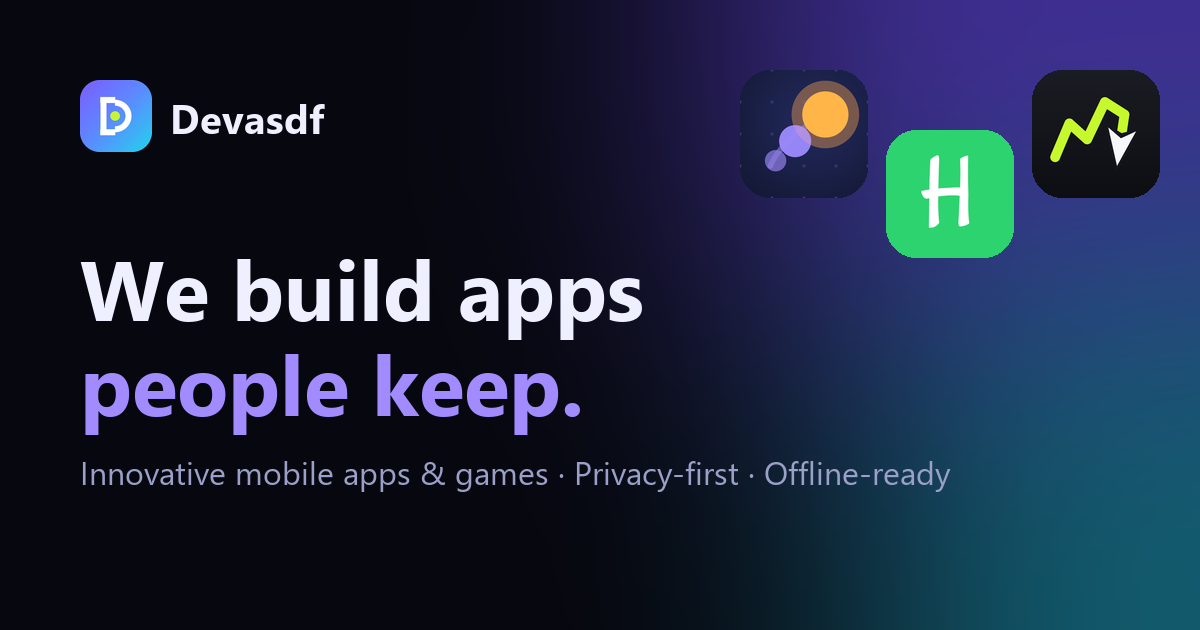 Devasdf
H
We build apps
people keep.
Innovative mobile apps & games · Privacy-first · Offline-ready